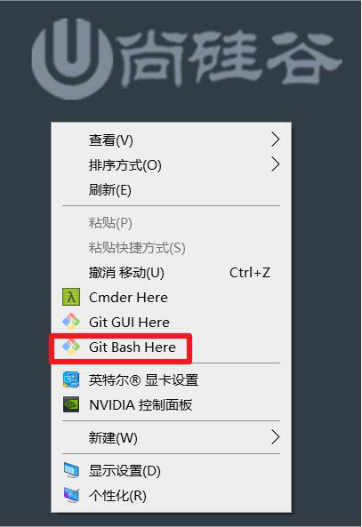 尚硅谷
查看(V)
排序方式(O)
刷新(E)
粘贴(P)
粘贴快捷方式(S)
撤消 移动(U) Ctrl+Z
Cmder Here
Git GUI Here
Git Bash Here
英特尔® 显卡设置
NVIDIA 控制面板
新建(W)
显示设置(D)
个性化(R)